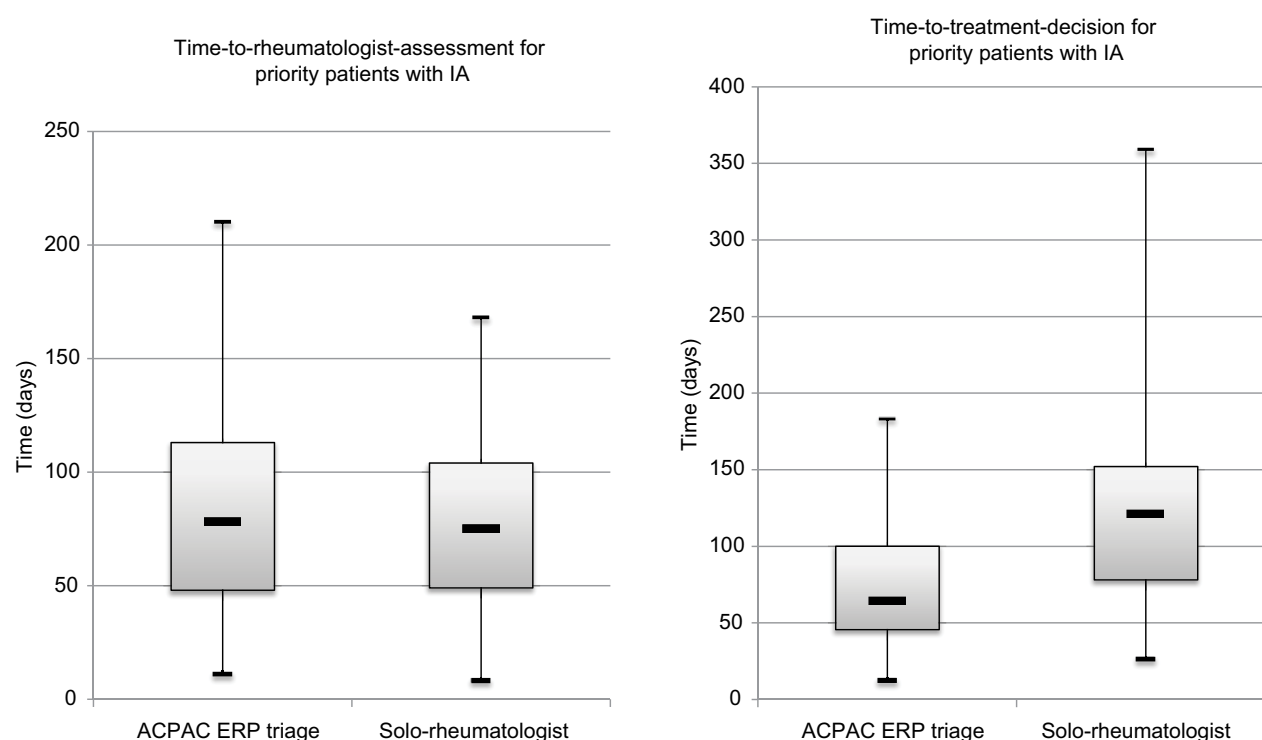 Time-to-rheumatologist-assessment for
priority patients with IA
250
200
150
100
50
0
Time (days)
ACPAC ERP triage
Solo-rheumatologist
Time-to-treatment-decision for
priority patients with IA
400
350
300
250
200
150
100
50
0
Time (days)
ACPAC ERP triage
Solo-rheumatologist